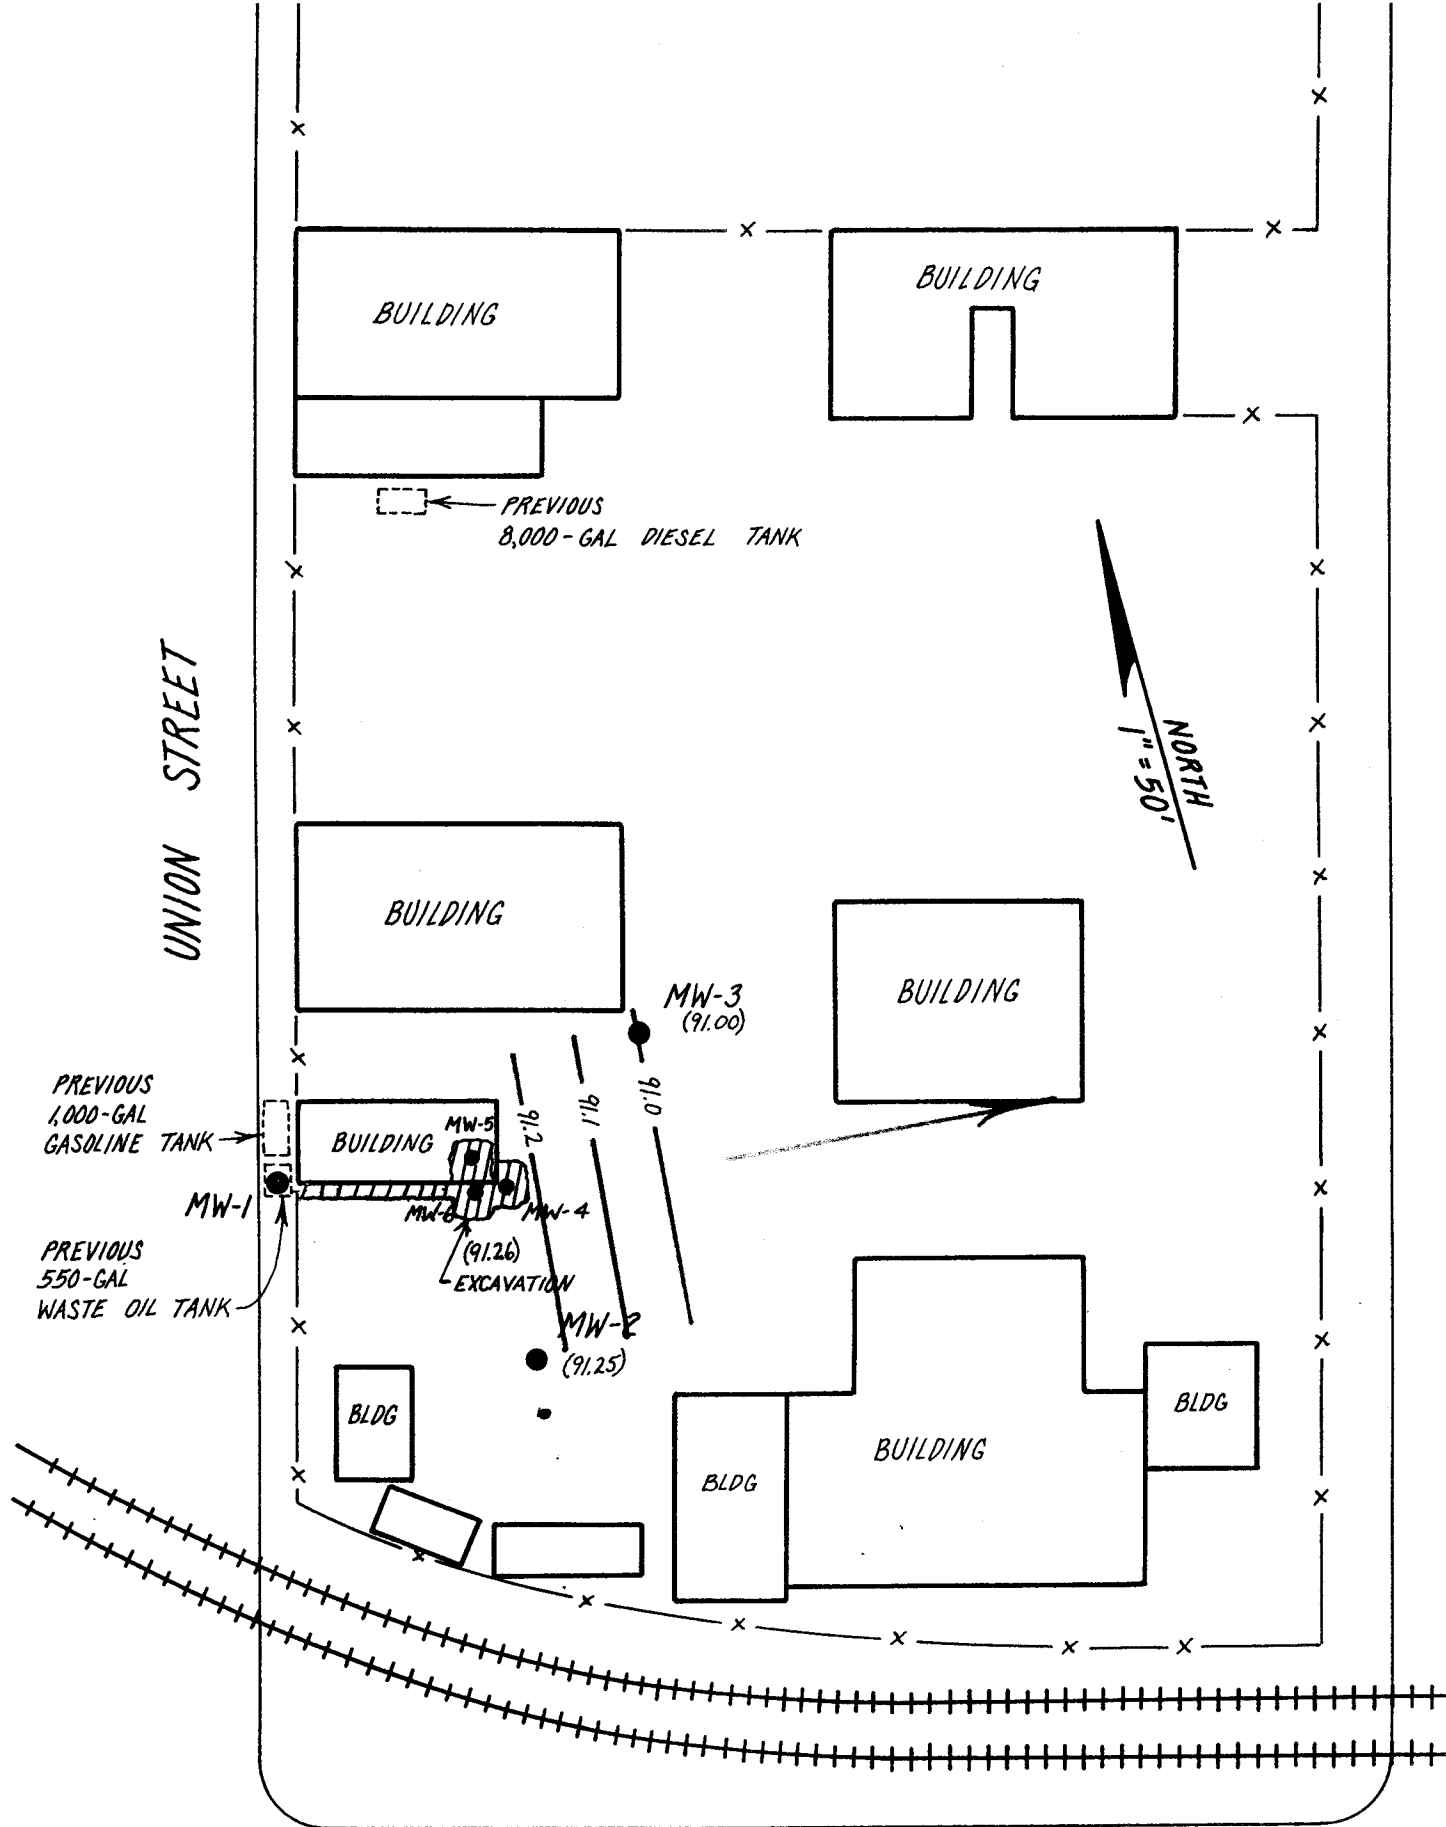 BUILDING
BUILDING
PREVIOUS
8,000-GAL DIESEL TANK
UNION STREET
NORTH
1" = 50'
BUILDING
BUILDING
MW-3
(91.00)
91.2
91.1
91.0
PREVIOUS
1,000-GAL
GASOLINE TANK
BUILDING
MW-5
MW-1
MW-6
MW-4
(91.26)
EXCAVATION
PREVIOUS
550-GAL
WASTE OIL TANK
MW-2
(91.25)
BLDG
BLDG
BUILDING
BLDG